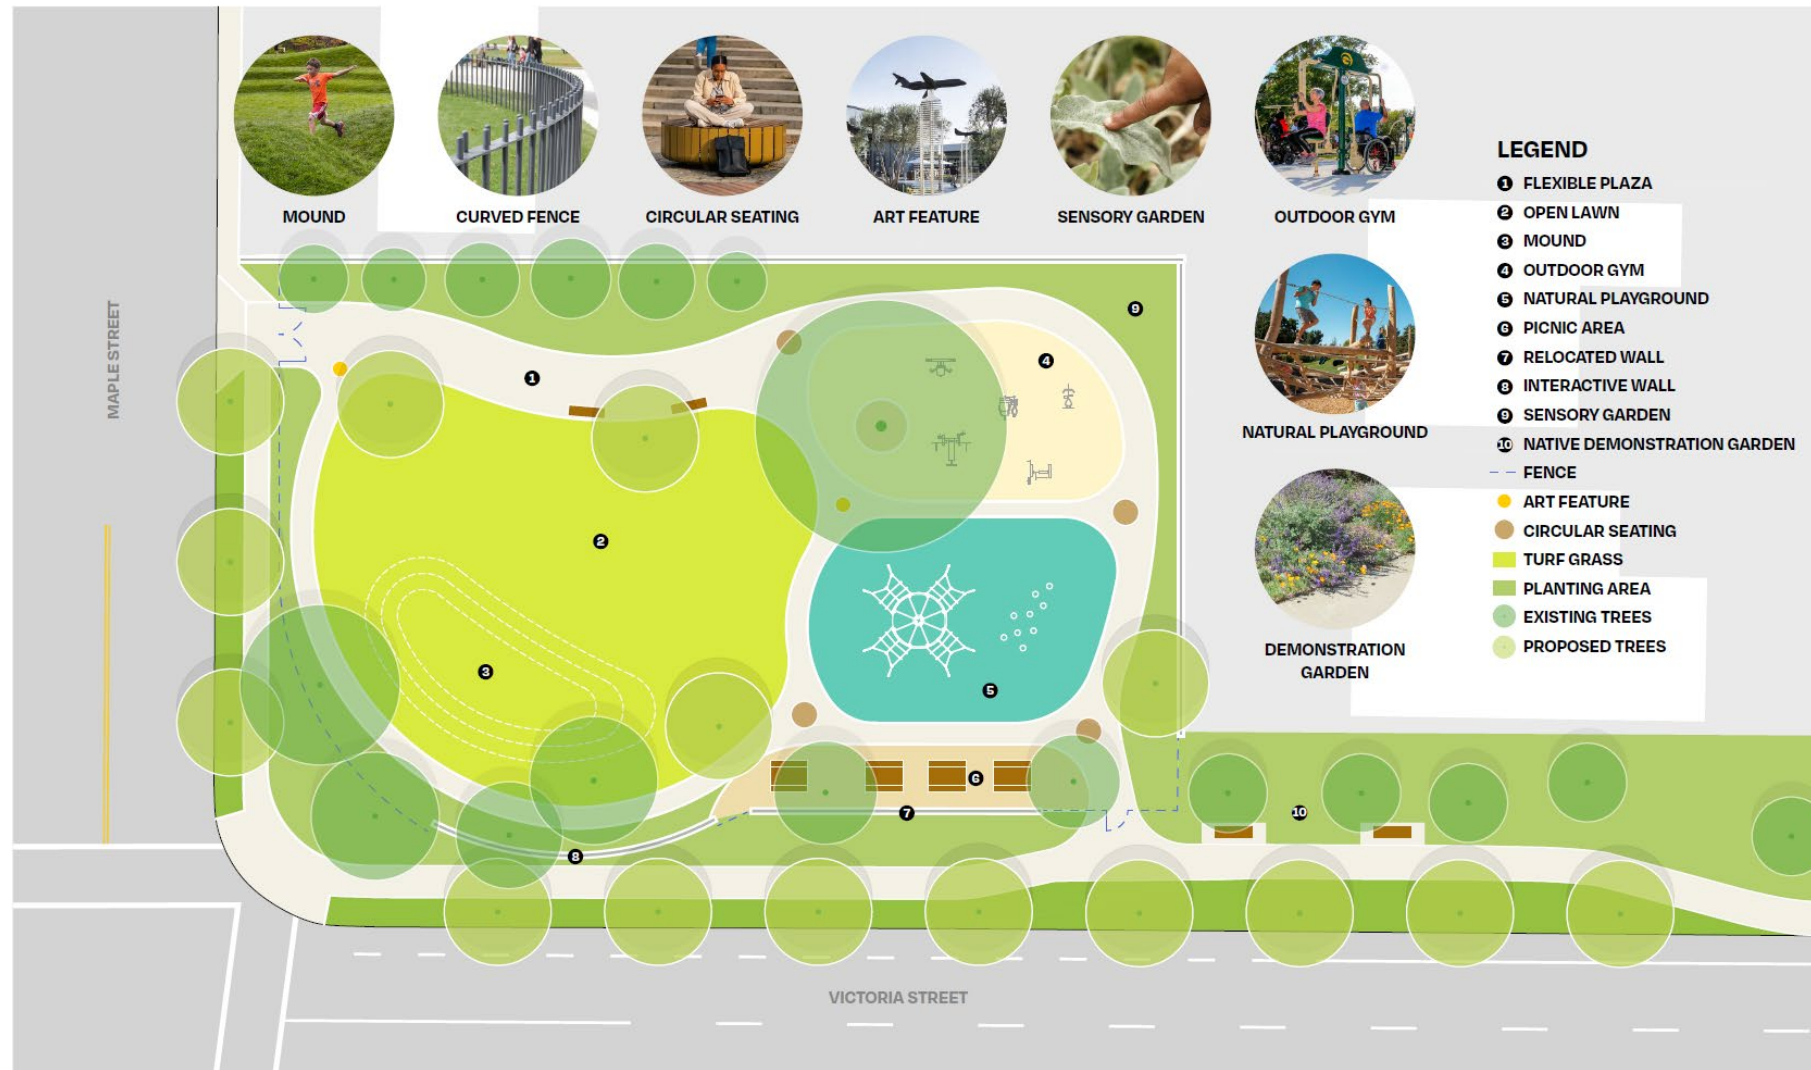 MOUND
CURVED FENCE
CIRCULAR SEATING
ART FEATURE
SENSORY GARDEN
OUTDOOR GYM
NATURAL PLAYGROUND
DEMONSTRATION
GARDEN
LEGEND
1 FLEXIBLE PLAZA
2 OPEN LAWN
3 MOUND
4 OUTDOOR GYM
5 NATURAL PLAYGROUND
6 PICNIC AREA
7 RELOCATED WALL
8 INTERACTIVE WALL
9 SENSORY GARDEN
10 NATIVE DEMONSTRATION GARDEN
FENCE
ART FEATURE
CIRCULAR SEATING
TURF GRASS
PLANTING AREA
EXISTING TREES
PROPOSED TREES
MAPLE STREET
9
4
1
2
3
5
6
7
10
8
VICTORIA STREET